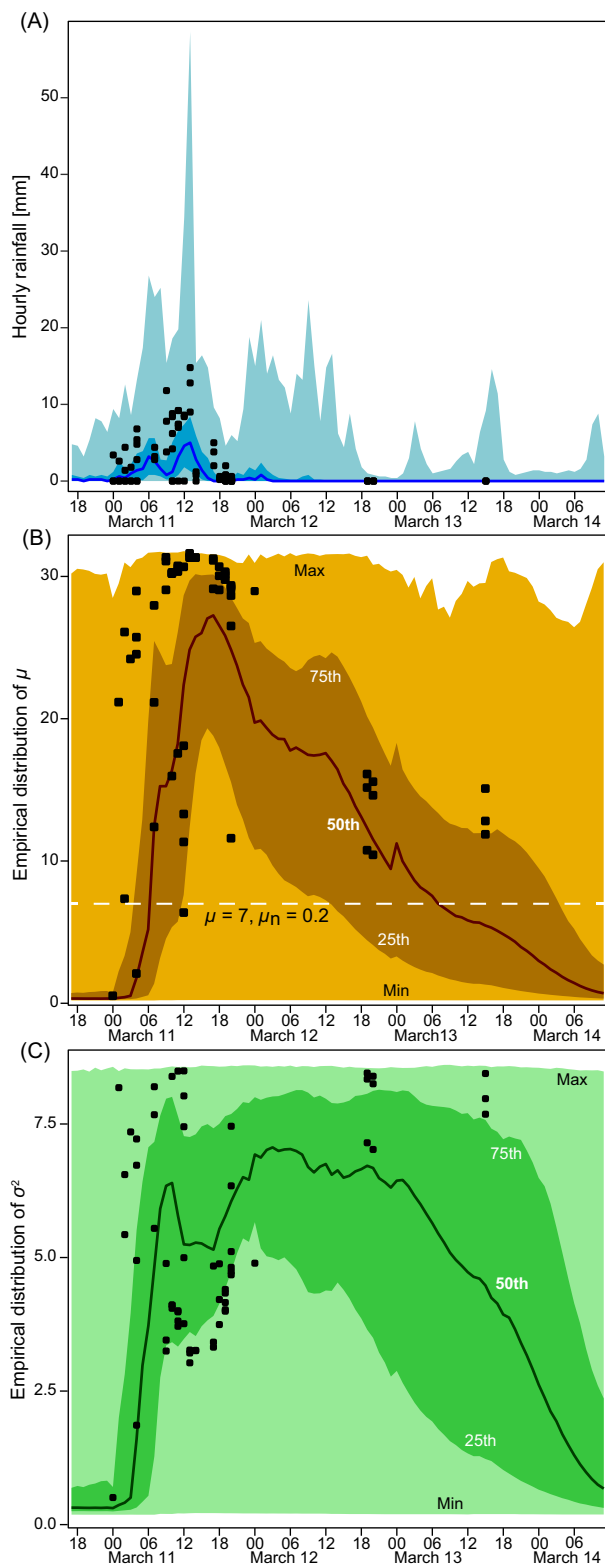 (A)
Hourly rainfall [mm]
60
50
40
30
20
10
0
18 00 06 12 18 00 06 12 18 00 06 12 18 00 06
March 11 March 12 March 13 March 14
(B)
Empirical distribution of μ
30
20
10
0
Max
75th
50th
μ = 7, μn = 0.2
25th
Min
18 00 06 12 18 00 06 12 18 00 06 12 18 00 06
March 11 March 12 March13 March 14
(C)
Empirical distribution of σ²
7.5
5.0
2.5
0.0
Max
75th
50th
25th
Min
18 00 06 12 18 00 06 12 18 00 06 12 18 00 06
March 11 March 12 March 13 March 14